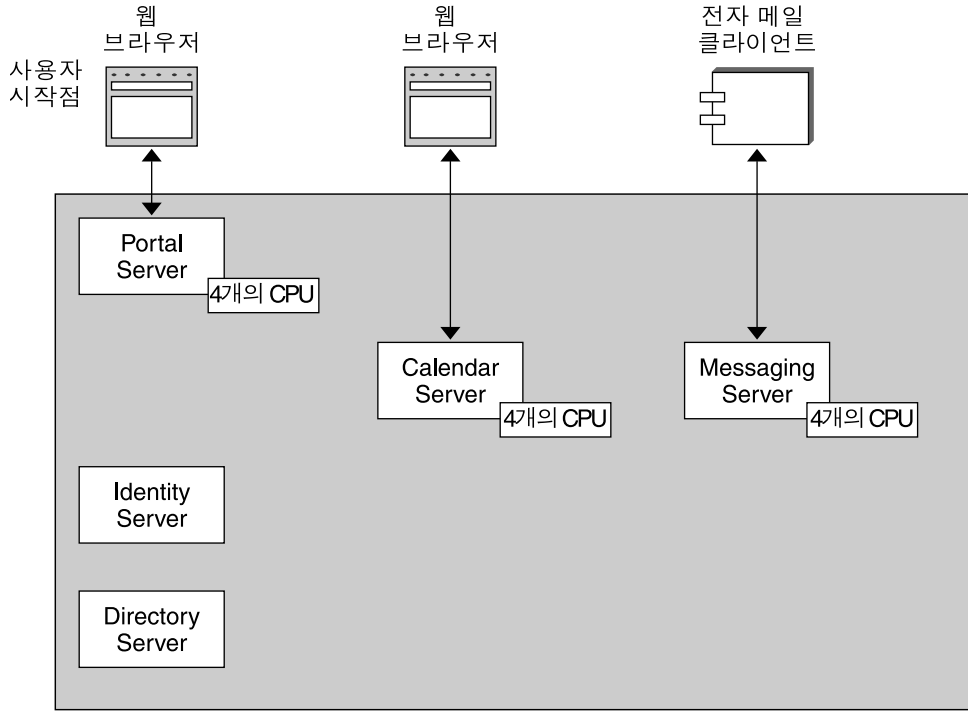 웹
브라우저
웹
브라우저
전자 메일
클라이언트
사용자
시작점
Portal
Server
4개의 CPU
Calendar
Server
4개의 CPU
Messaging
Server
4개의 CPU
Identity
Server
Directory
Server